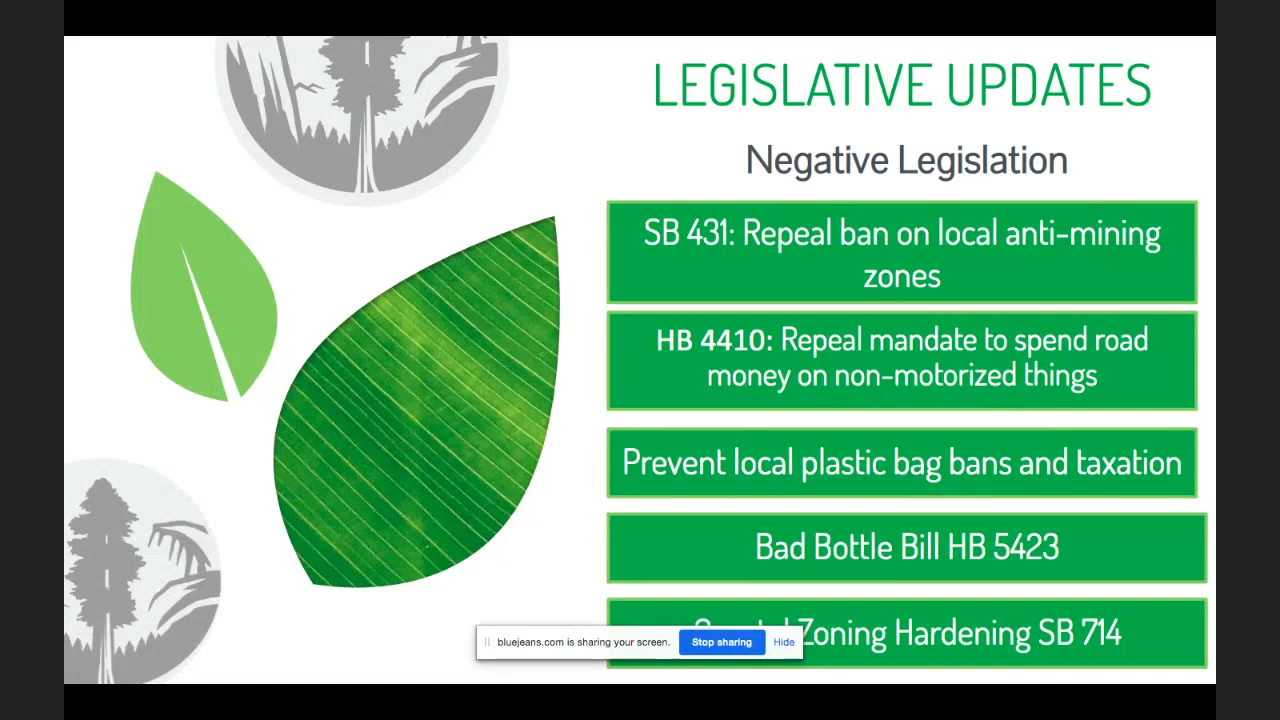 LEGISLATIVE UPDATES
Negative Legislation
SB 431: Repeal ban on local anti-mining
zones
HB 4410: Repeal mandate to spend road
money on non-motorized things
Prevent local plastic bag bans and taxation
Bad Bottle Bill HB 5423
Zoning Hardening SB 714
bluejeans.com is sharing your screen. Stop sharing Hide